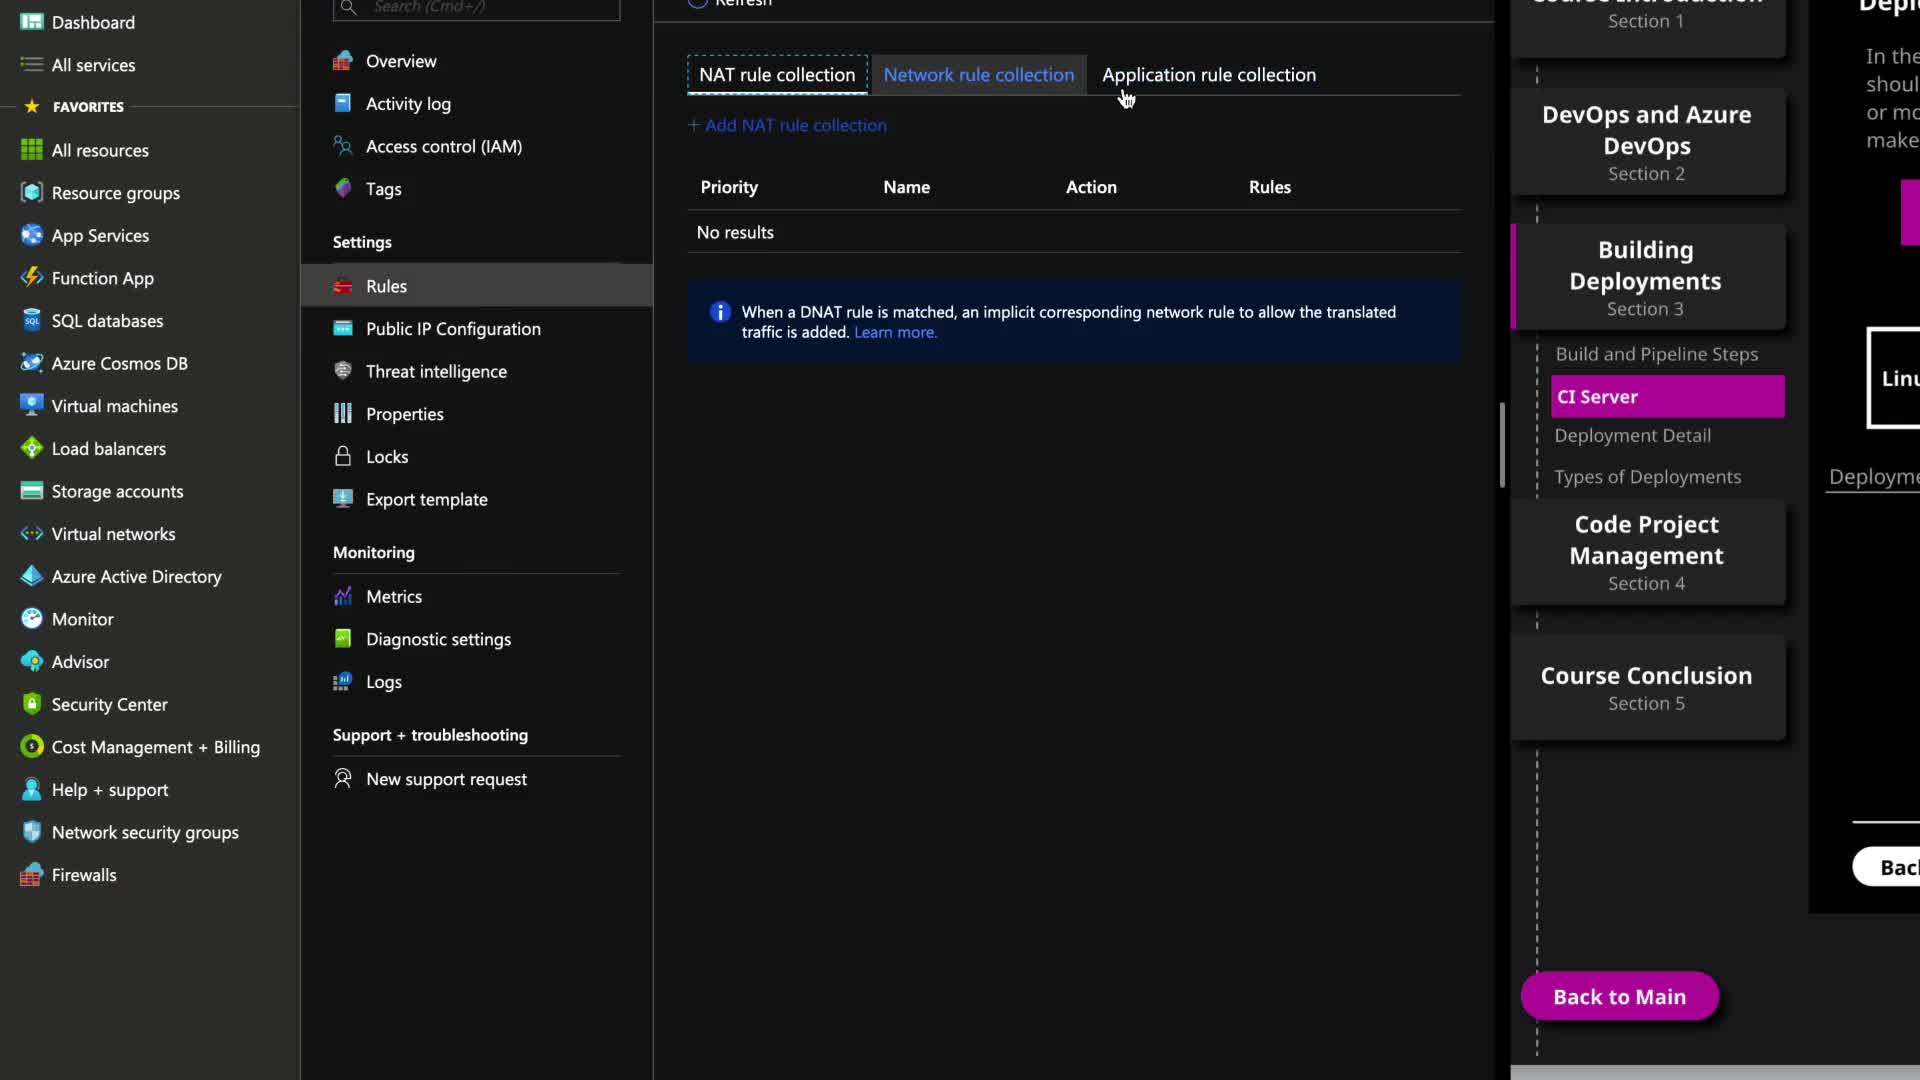 Dashboard
All services
FAVORITES
All resources
Resource groups
App Services
Function App
SQL databases
Azure Cosmos DB
Virtual machines
Load balancers
Storage accounts
Virtual networks
Azure Active Directory
Monitor
Advisor
Security Center
Cost Management + Billing
Help + support
Network security groups
Firewalls
Search (Cmd+/)
Overview
Activity log
Access control (IAM)
Tags
Settings
Rules
Public IP Configuration
Threat intelligence
Properties
Locks
Export template
Monitoring
Metrics
Diagnostic settings
Logs
Support + troubleshooting
New support request
Refresh
NAT rule collection Network rule collection Application rule collection
+ Add NAT rule collection
Priority Name Action Rules
No results
When a DNAT rule is matched, an implicit corresponding network rule to allow the translated
traffic is added. Learn more.
Course Introduction
Section 1
DevOps and Azure
DevOps
Section 2
Building
Deployments
Section 3
Build and Pipeline Steps
CI Server
Deployment Detail
Types of Deployments
Code Project
Management
Section 4
Course Conclusion
Section 5
Back to Main
In the
shoul
or mo
make
Linu
Deployme
Bac